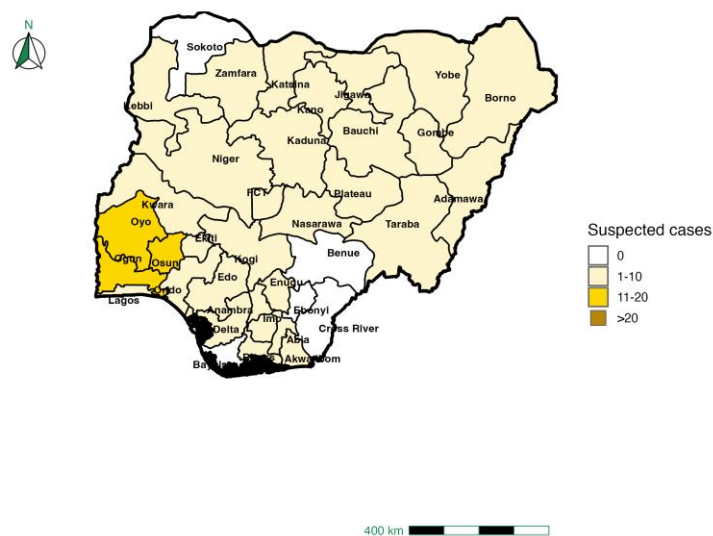 N
Sokoto
Zamfara
Katsina
Yobe
Jigawa
Borno
Kebbi
Kano
Bauchi
Gombe
Kaduna
Niger
FCT
Plateau
Adamawa
Kwara
Oyo
Nasarawa
Taraba
Ekiti
Benue
Ogun
Osun
Kogi
Edo
Enugu
Ondo
Lagos
Anambra
Ebonyi
Imo
Delta
Cross River
Abia
Rivers
Akwa Ibom
Bayelsa
Suspected cases
0
1-10
11-20
>20
400 km